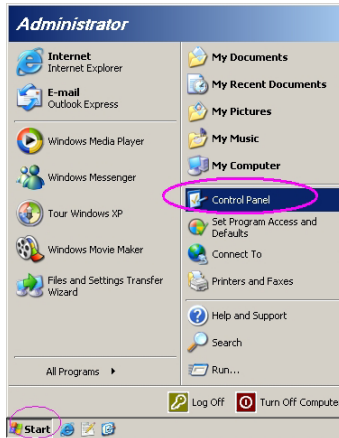 Administrator
Internet
Internet Explorer
E-mail
Outlook Express
Windows Media Player
Windows Messenger
Tour Windows XP
Windows Movie Maker
Files and Settings Transfer
Wizard
All Programs
My Documents
My Recent Documents
My Pictures
My Music
My Computer
Control Panel
Set Program Access and
Defaults
Connect To
Printers and Faxes
Help and Support
Search
Run...
Log Off
Turn Off Compute
Start